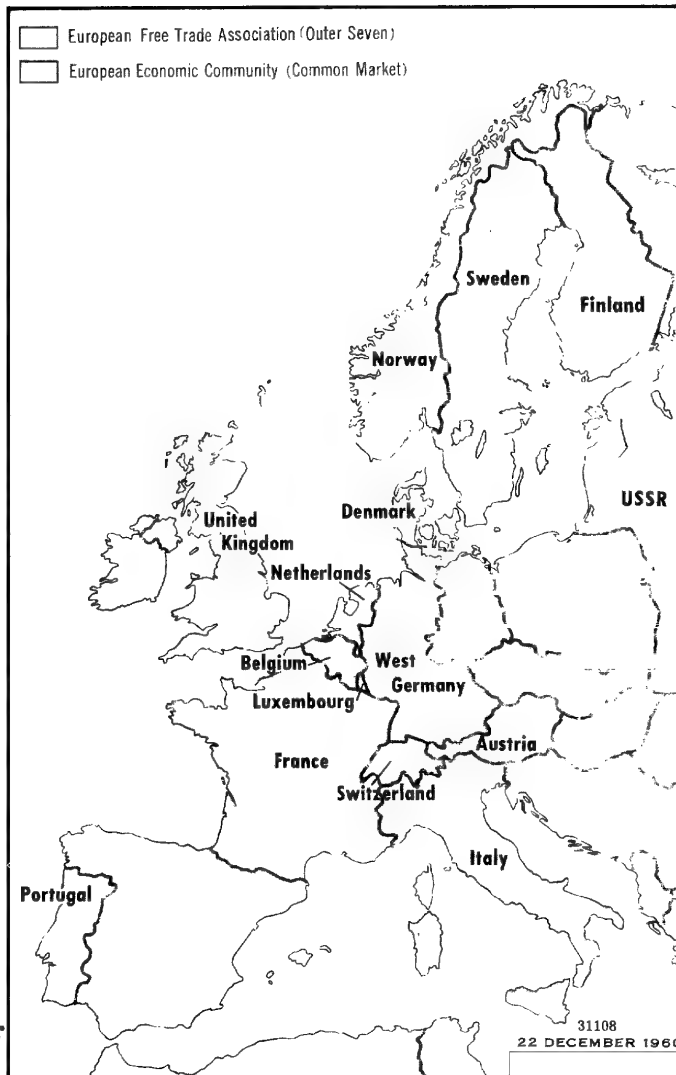 European Free Trade Association (Outer Seven)
European Economic Community (Common Market)
Sweden
Finland
Norway
USSR
Denmark
United
Kingdom
Netherlands
Belgium
West
Germany
Luxembourg
Austria
France
Switzerland
Italy
Portugal
31108
22 DECEMBER 1960